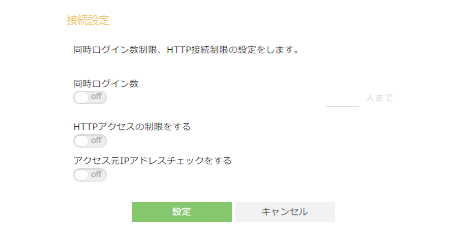 接続設定
同時ログイン数制限、HTTP接続制限の設定をします。
同時ログイン数
off 人まで
HTTPアクセスの制限をする
off
アクセス元IPアドレスチェックをする
off
設定 キャンセル